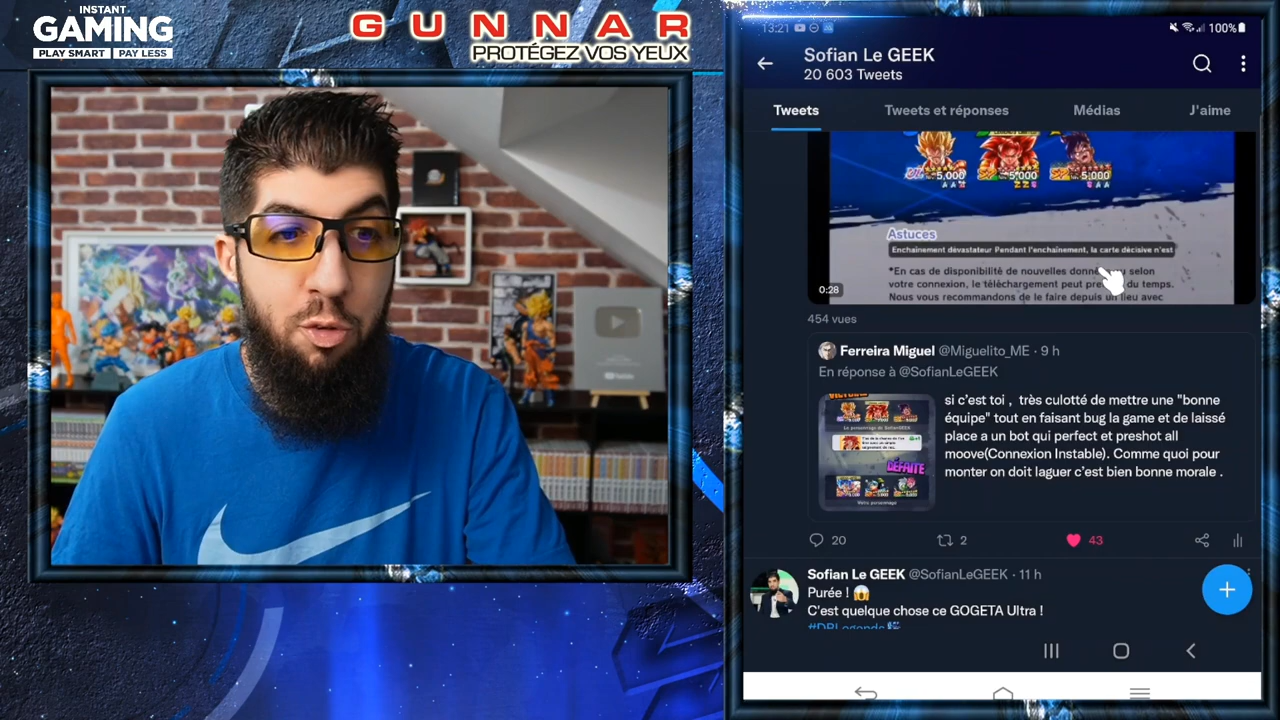 INSTANT
GAMING
PLAY SMART | PAY LESS
GUNNAR
PROTÉGEZ VOS YEUX
13:21
100%
Sofian Le GEEK
20 603 Tweets
Tweets
Tweets et réponses
Médias
J'aime
5,000
5,000
5,000
Astuces
Enchaînement dévastateur Pendant l'enchaînement, la carte décisive n'est
*En cas de disponibilité de nouvelles selon
votre connexion, le téléchargement peut du temps.
Nous vous recommandons de le faire depuis un lieu avec
0:28
454 vues
Ferreira Miguel @Miguelito_ME · 9 h
En réponse à @SofianLeGEEK
si c'est toi , très culotté de mettre une "bonne
équipe" tout en faisant bug la game et de laissé
place a un bot qui perfect et preshot all
moove(Connexion Instable). Comme quoi pour
monter on doit laguer c'est bien bonne morale .
DÉFAITE
20
2
43
Sofian Le GEEK @SofianLeGEEK · 11 h
Purée !
C'est quelque chose ce GOGETA Ultra !
#DBLegends